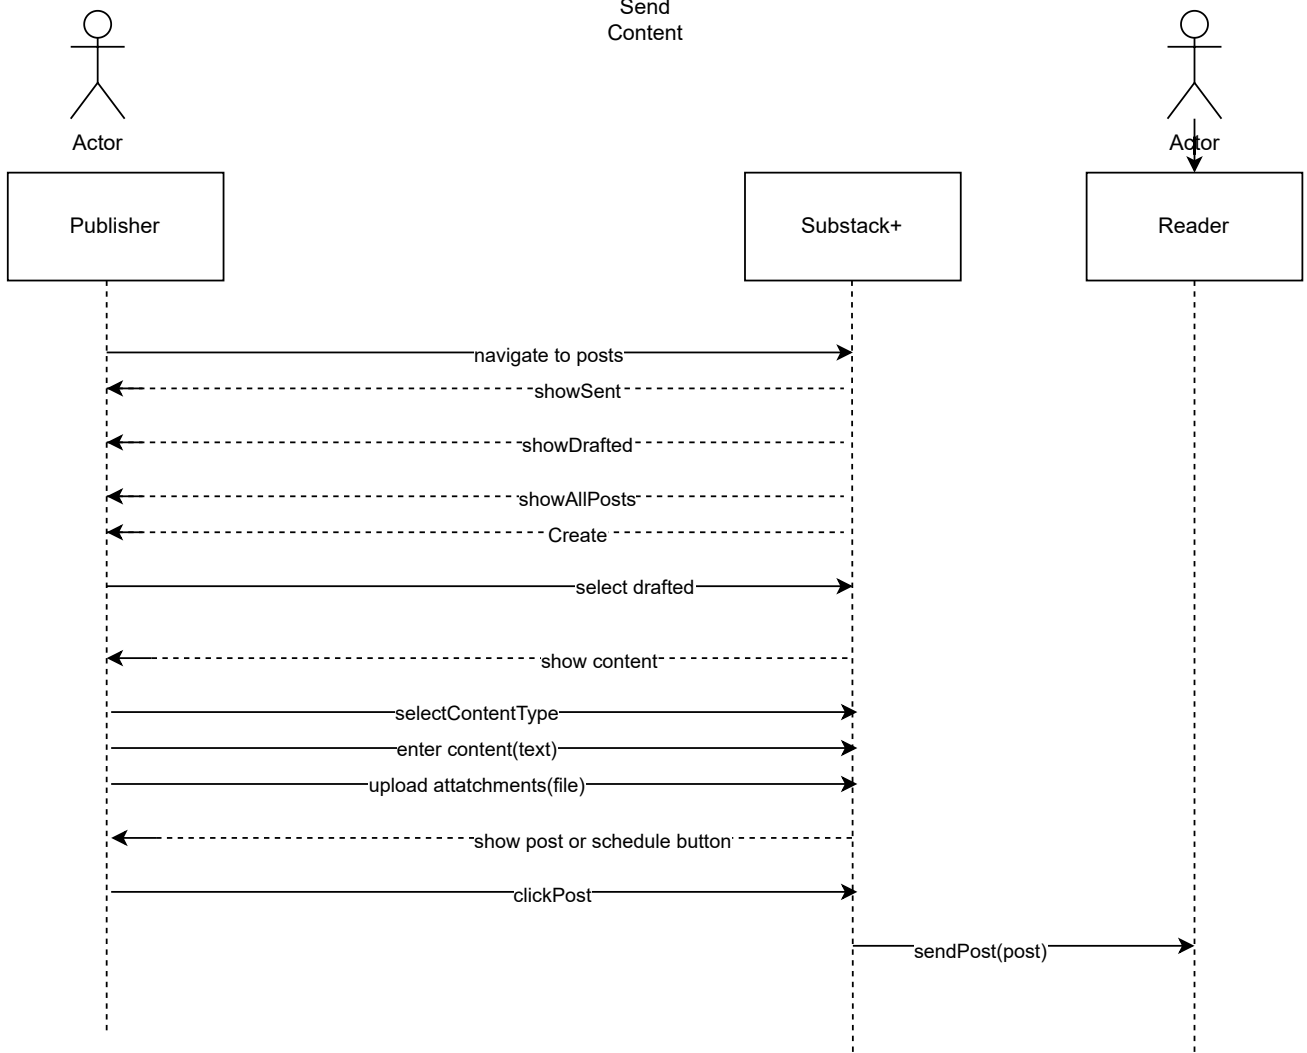 Send
Content
Actor
Actor
Publisher
Substack+
Reader
navigate to posts
showSent
showDrafted
showAllPosts
Create
select drafted
show content
selectContentType
enter content(text)
upload attatchments(file)
show post or schedule button
clickPost
sendPost(post)